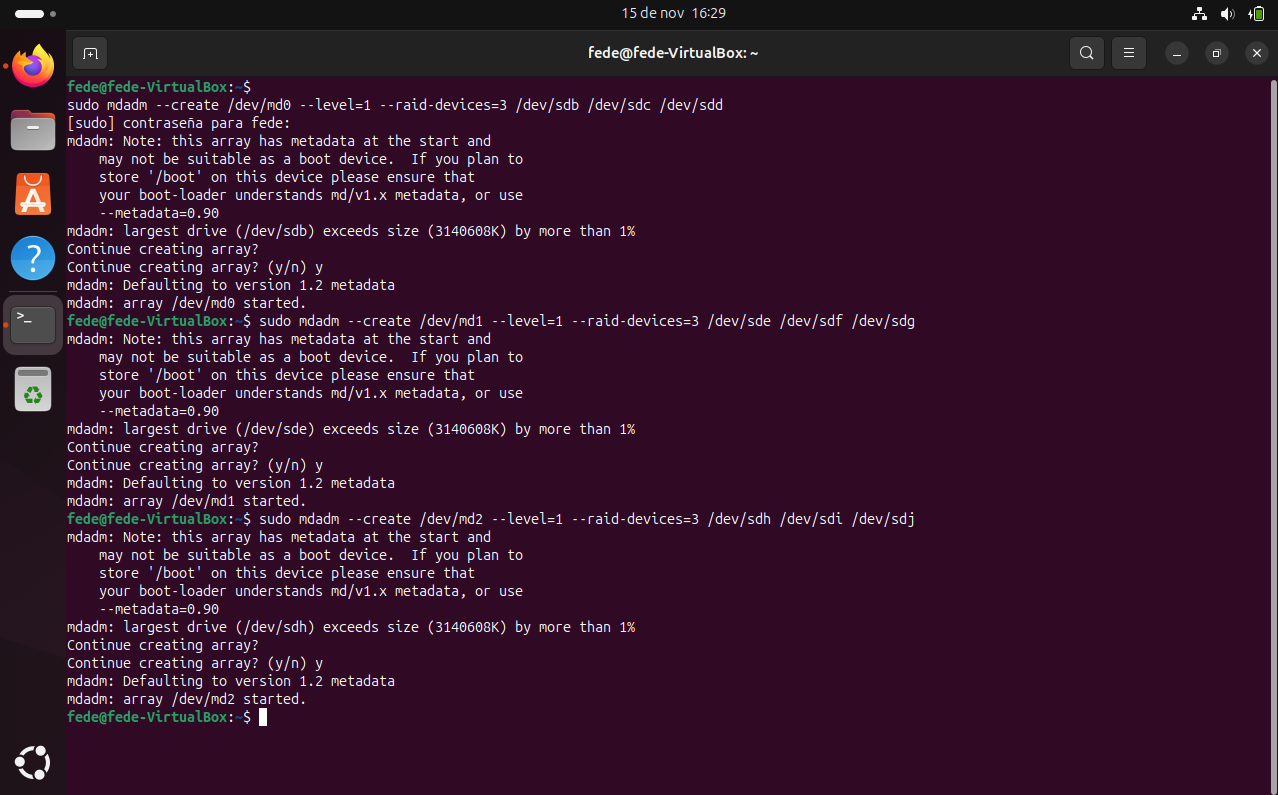 15 de nov  16:29
fede@fede-VirtualBox: ~
fede@fede-VirtualBox:~$
sudo mdadm --create /dev/md0 --level=1 --raid-devices=3 /dev/sdb /dev/sdc /dev/sdd
[sudo] contraseña para fede:
mdadm: Note: this array has metadata at the start and
    may not be suitable as a boot device.  If you plan to
    store '/boot' on this device please ensure that
    your boot-loader understands md/v1.x metadata, or use
    --metadata=0.90
mdadm: largest drive (/dev/sdb) exceeds size (3140608K) by more than 1%
Continue creating array?
Continue creating array? (y/n) y
mdadm: Defaulting to version 1.2 metadata
mdadm: array /dev/md0 started.
fede@fede-VirtualBox:~$ sudo mdadm --create /dev/md1 --level=1 --raid-devices=3 /dev/sde /dev/sdf /dev/sdg
mdadm: Note: this array has metadata at the start and
    may not be suitable as a boot device.  If you plan to
    store '/boot' on this device please ensure that
    your boot-loader understands md/v1.x metadata, or use
    --metadata=0.90
mdadm: largest drive (/dev/sde) exceeds size (3140608K) by more than 1%
Continue creating array?
Continue creating array? (y/n) y
mdadm: Defaulting to version 1.2 metadata
mdadm: array /dev/md1 started.
fede@fede-VirtualBox:~$ sudo mdadm --create /dev/md2 --level=1 --raid-devices=3 /dev/sdh /dev/sdi /dev/sdj
mdadm: Note: this array has metadata at the start and
    may not be suitable as a boot device.  If you plan to
    store '/boot' on this device please ensure that
    your boot-loader understands md/v1.x metadata, or use
    --metadata=0.90
mdadm: largest drive (/dev/sdh) exceeds size (3140608K) by more than 1%
Continue creating array?
Continue creating array? (y/n) y
mdadm: Defaulting to version 1.2 metadata
mdadm: array /dev/md2 started.
fede@fede-VirtualBox:~$